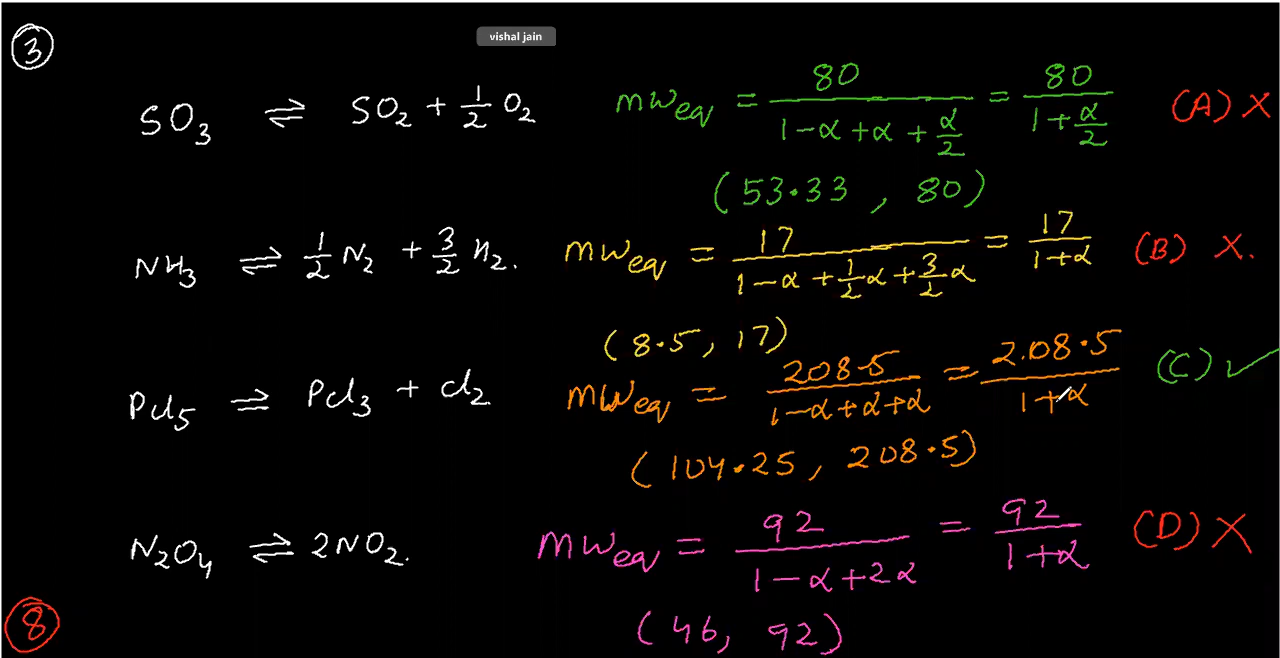 ③
vishal jain
SO₃ ⇌ SO₂ + 1/2 O₂ mWeq = 80/(1-α+α+α/2) = 80/(1+α/2) (A) X
(53.33 , 80)
NH₃ ⇌ 1/2 N₂ + 3/2 H₂. mWeq = 17/(1-α+1/2α+3/2α) = 17/(1+α) (B) X.
(8.5, 17)
PCl₅ ⇌ PCl₃ + Cl₂ mWeq = 208.5/(1-α+α+α) = 2.08.5/(1+α) (C) ✓
(104.25, 208.5)
N₂O₄ ⇌ 2NO₂. mWeq = 92/(1-α+2α) = 92/(1+α) (D) X
(46, 92)
⑧